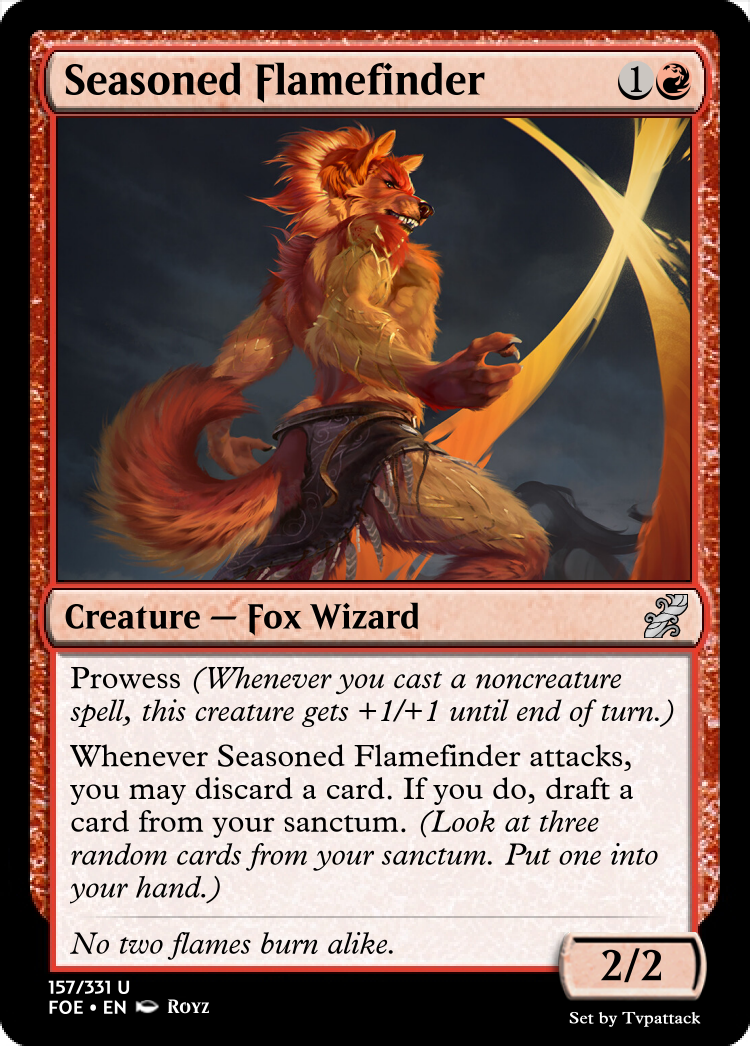 Seasoned Flamefinder 1
Creature — Fox Wizard
Prowess (Whenever you cast a noncreature
spell, this creature gets +1/+1 until end of turn.)
Whenever Seasoned Flamefinder attacks,
you may discard a card. If you do, draft a
card from your sanctum. (Look at three
random cards from your sanctum. Put one into
your hand.)
No two flames burn alike.
2/2
157/331 U
FOE • EN Royz
Set by Tvpattack